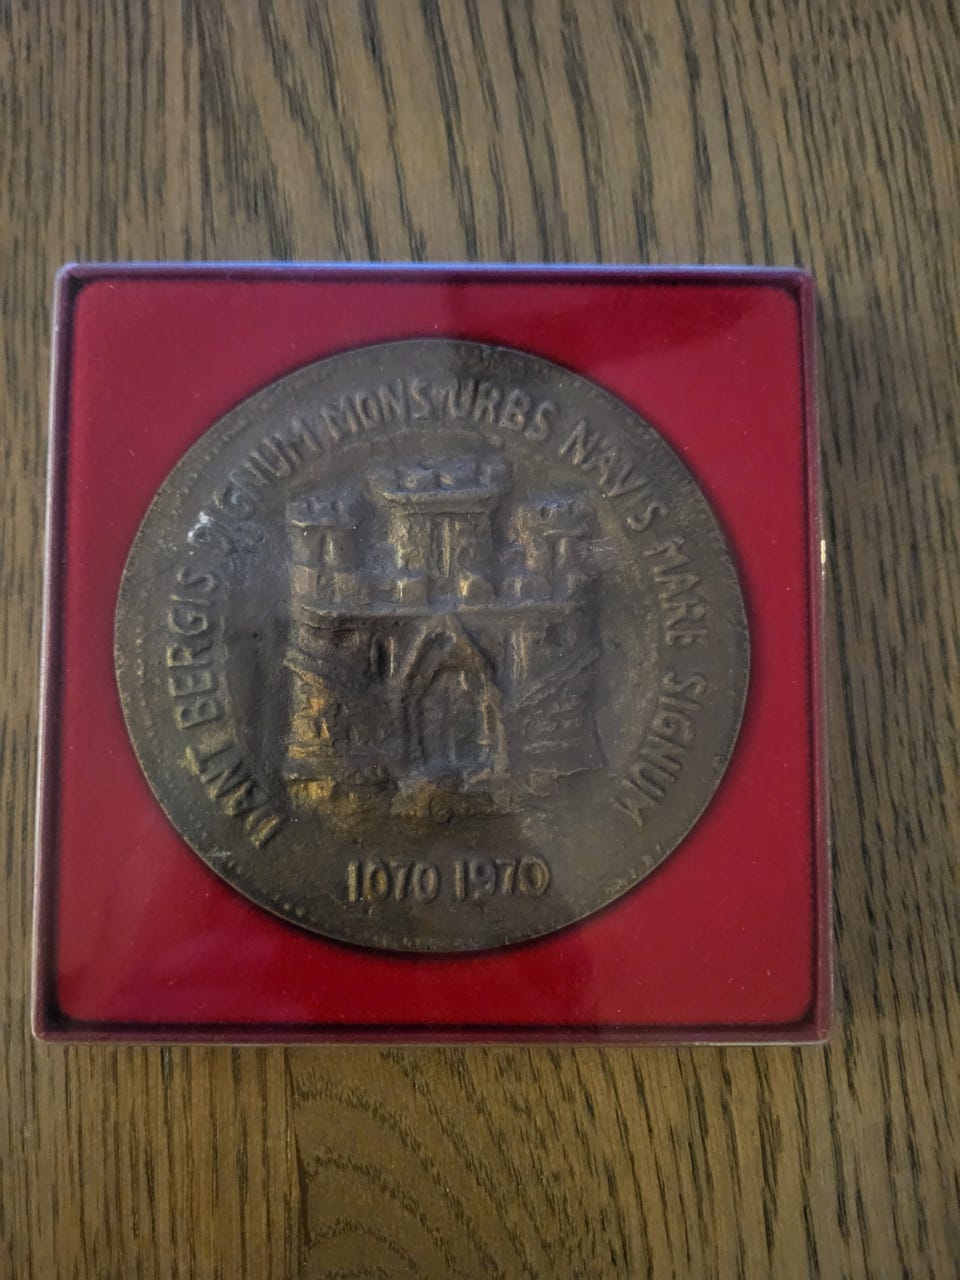 DANT BERGIS DIGNUM MONS URBS NAVIS MARE SIGNUM
1070 1970